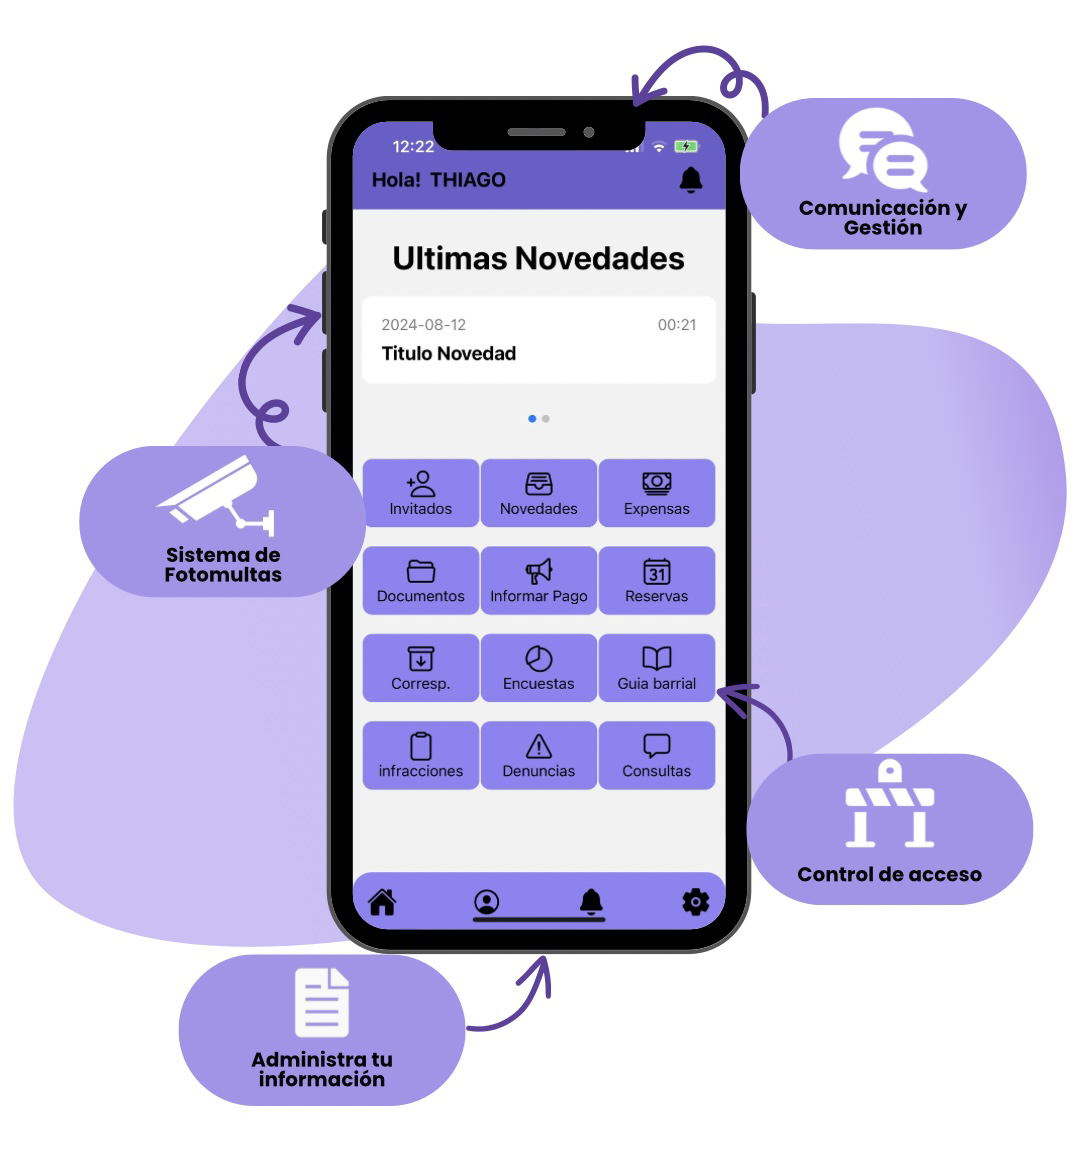 12:22
Hola! THIAGO
Comunicación y
Gestión
Ultimas Novedades
2024-08-12 00:21
Titulo Novedad
Sistema de
Fotomultas
Invitados Novedades Expensas
Documentos Informar Pago Reservas
31
Corresp. Encuestas Guia barrial
infracciones Denuncias Consultas
Control de acceso
Administra tu
información